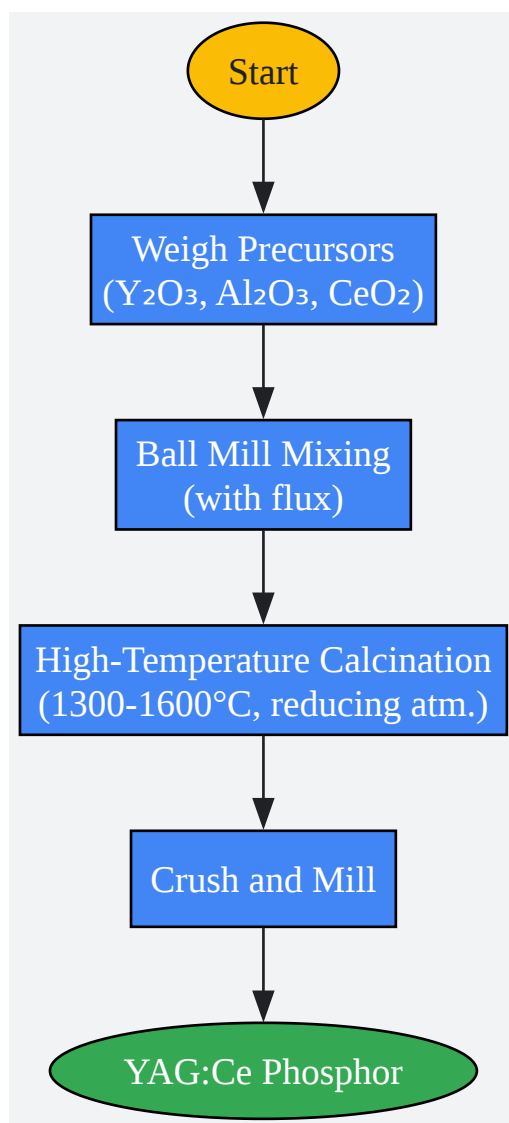 Start
Weigh Precursors
(Y₂O₃, Al₂O₃, CeO₂)
Ball Mill Mixing
(with flux)
High-Temperature Calcination
(1300-1600°C, reducing atm.)
Crush and Mill
YAG:Ce Phosphor